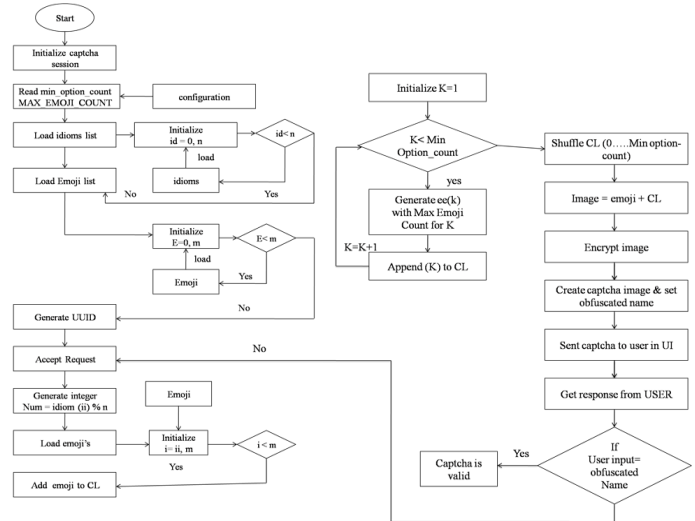 Start
Initialize captcha
session
Read min_option_count
MAX_EMOJI_COUNT
configuration
Load idioms list
Initialize
id = 0, n
id< n
load
idioms
Load Emoji list
No
Yes
Initialize
E=0, m
E< m
load
Emoji
Yes
No
Generate UUID
Accept Request
No
Generate integer
Num = idiom (ii) % n
Emoji
Load emoji's
Initialize
i= ii, m
i < m
Yes
Add emoji to CL
Initialize K=1
K< Min
Option_count
yes
Generate ee(k)
with Max Emoji
Count for K
K=K+1
Append (K) to CL
Shuffle CL (0…..Min option-
count)
Image = emoji + CL
Encrypt image
Create captcha image & set
obfuscated name
Sent captcha to user in UI
Get response from USER
If
User input=
obfuscated
Name
Yes
Captcha is
valid